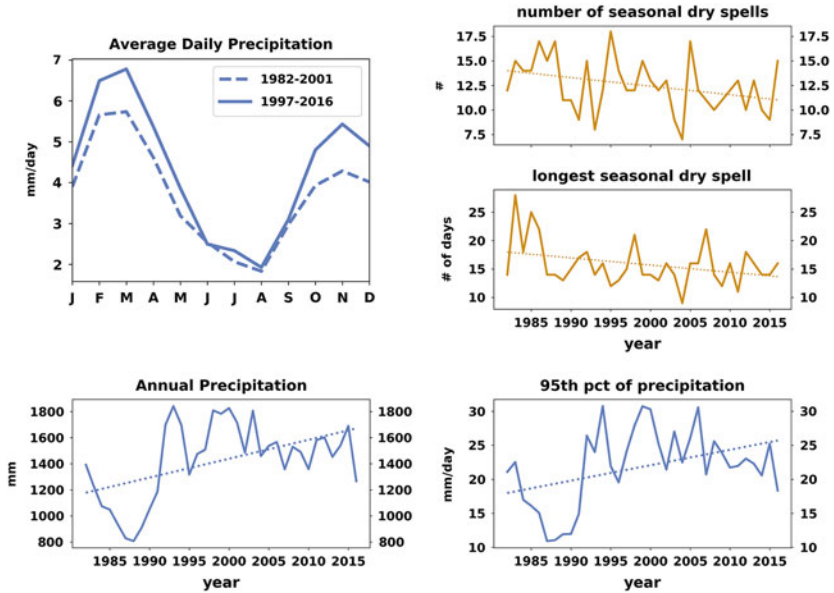 Average Daily Precipitation
1982-2001
1997-2016
mm/day
7
6
5
4
3
2
J F M A M J J A S O N D
number of seasonal dry spells
#
17.5 17.5
15.0 15.0
12.5 12.5
10.0 10.0
7.5 7.5
longest seasonal dry spell
# of days
25 25
20 20
15 15
10 10
1985 1990 1995 2000 2005 2010 2015
year
Annual Precipitation
mm
1800 1800
1600 1600
1400 1400
1200 1200
1000 1000
800 800
1985 1990 1995 2000 2005 2010 2015
year
95th pct of precipitation
mm/day
30 30
25 25
20 20
15 15
10 10
1985 1990 1995 2000 2005 2010 2015
year